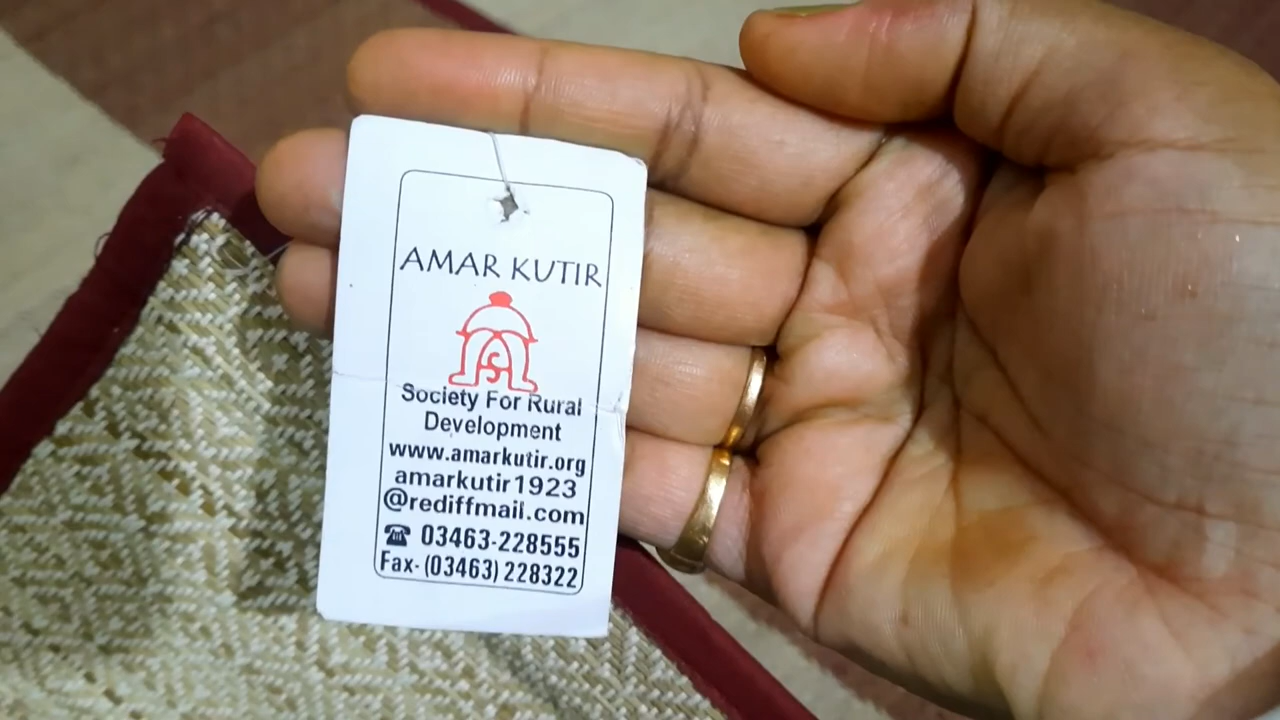 AMAR KUTIR
Society For Rural
Development
www.amarkutir.org
amarkutir1923
@rediffmail.com
☎ 03463-228555
Fax- (03463) 228322